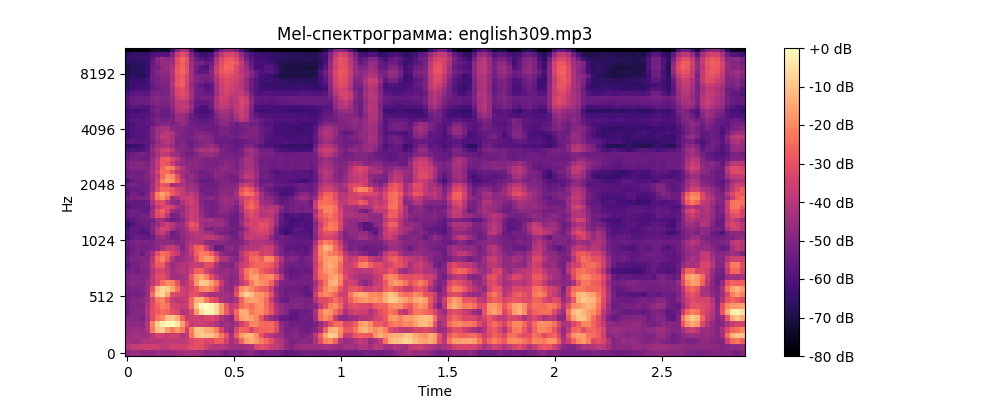 Mel-спектрограмма: english309.mp3
Hz
8192
4096
2048
1024
512
0
0
0.5
1
1.5
2
2.5
Time
+0 dB
-10 dB
-20 dB
-30 dB
-40 dB
-50 dB
-60 dB
-70 dB
-80 dB